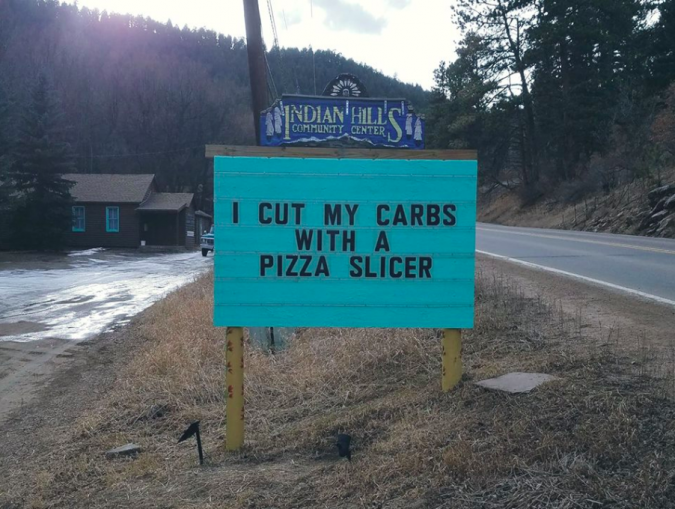 INDIAN HILLS
COMMUNITY CENTER
I CUT MY CARBS
WITH A
PIZZA SLICER